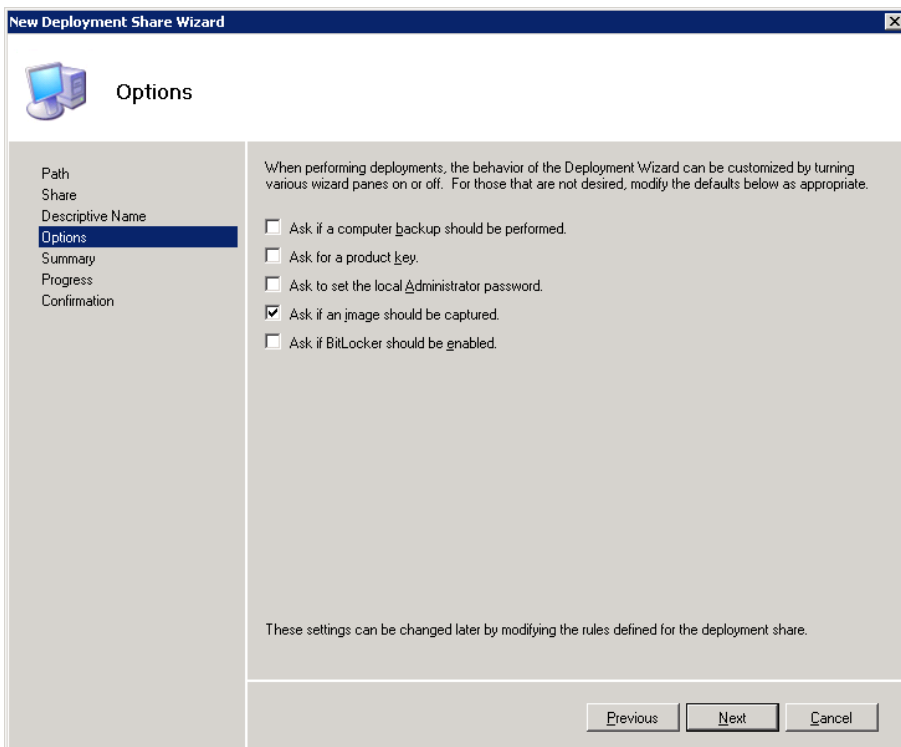 New Deployment Share Wizard
Options
Path
Share
Descriptive Name
Options
Summary
Progress
Confirmation
When performing deployments, the behavior of the Deployment Wizard can be customized by turning
various wizard panes on or off. For those that are not desired, modify the defaults below as appropriate.
Ask if a computer backup should be performed.
Ask for a product key.
Ask to set the local Administrator password.
Ask if an image should be captured.
Ask if BitLocker should be enabled.
These settings can be changed later by modifying the rules defined for the deployment share.
Previous
Next
Cancel